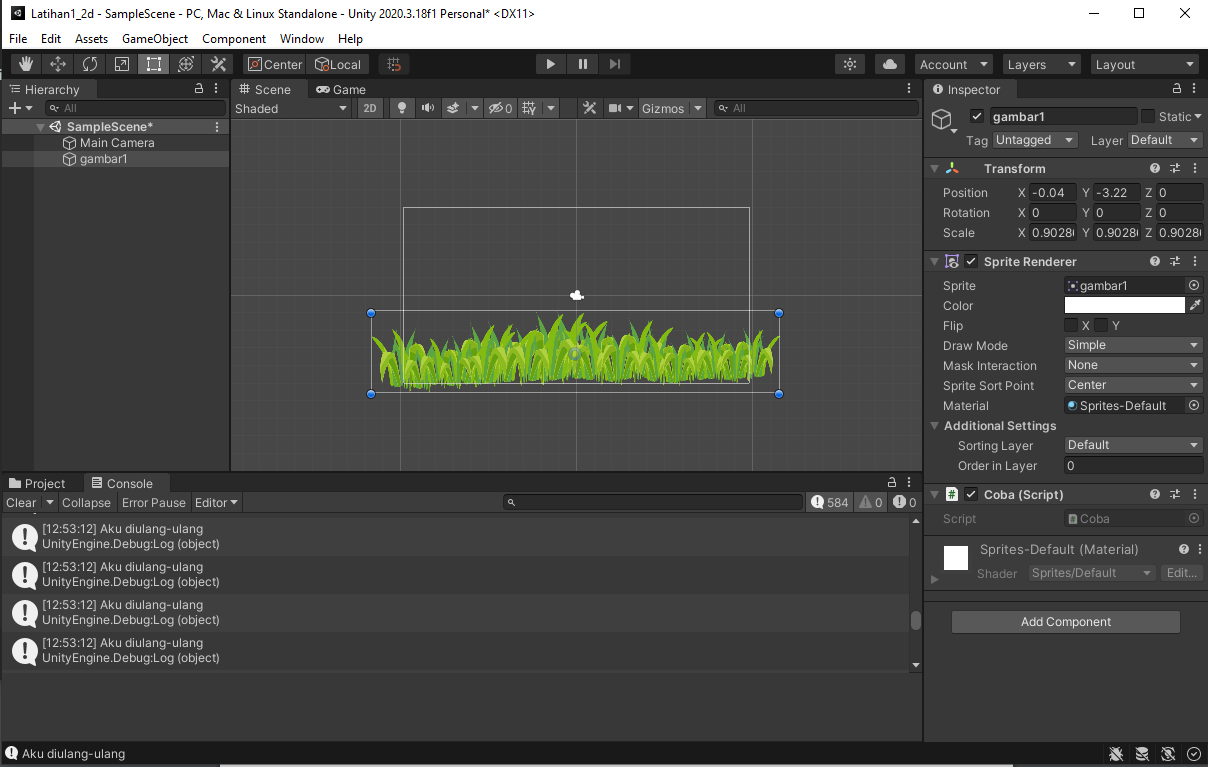 Latihan1_2d - SampleScene - PC, Mac & Linux Standalone - Unity 2020.3.18f1 Personal* <DX11>
File Edit Assets GameObject Component Window Help
Center Local Account Layers Layout
Hierarchy
All
SampleScene*
Main Camera
gambar1
Scene Game
Shaded 2D 0 Gizmos All
Inspector
gambar1 Static
Tag Untagged Layer Default
Transform
Position X -0.04 Y -3.22 Z 0
Rotation X 0 Y 0 Z 0
Scale X 0.9028 Y 0.9028 Z 0.9028
Sprite Renderer
Sprite gambar1
Color
Flip X Y
Draw Mode Simple
Mask Interaction None
Sprite Sort Point Center
Material Sprites-Default
Additional Settings
Sorting Layer Default
Order in Layer 0
Coba (Script)
Script Coba
Sprites-Default (Material)
Shader Sprites/Default Edit...
Add Component
Project Console
Clear Collapse Error Pause Editor 584 0 0
[12:53:12] Aku diulang-ulang
UnityEngine.Debug:Log (object)
[12:53:12] Aku diulang-ulang
UnityEngine.Debug:Log (object)
[12:53:12] Aku diulang-ulang
UnityEngine.Debug:Log (object)
[12:53:12] Aku diulang-ulang
UnityEngine.Debug:Log (object)
Aku diulang-ulang